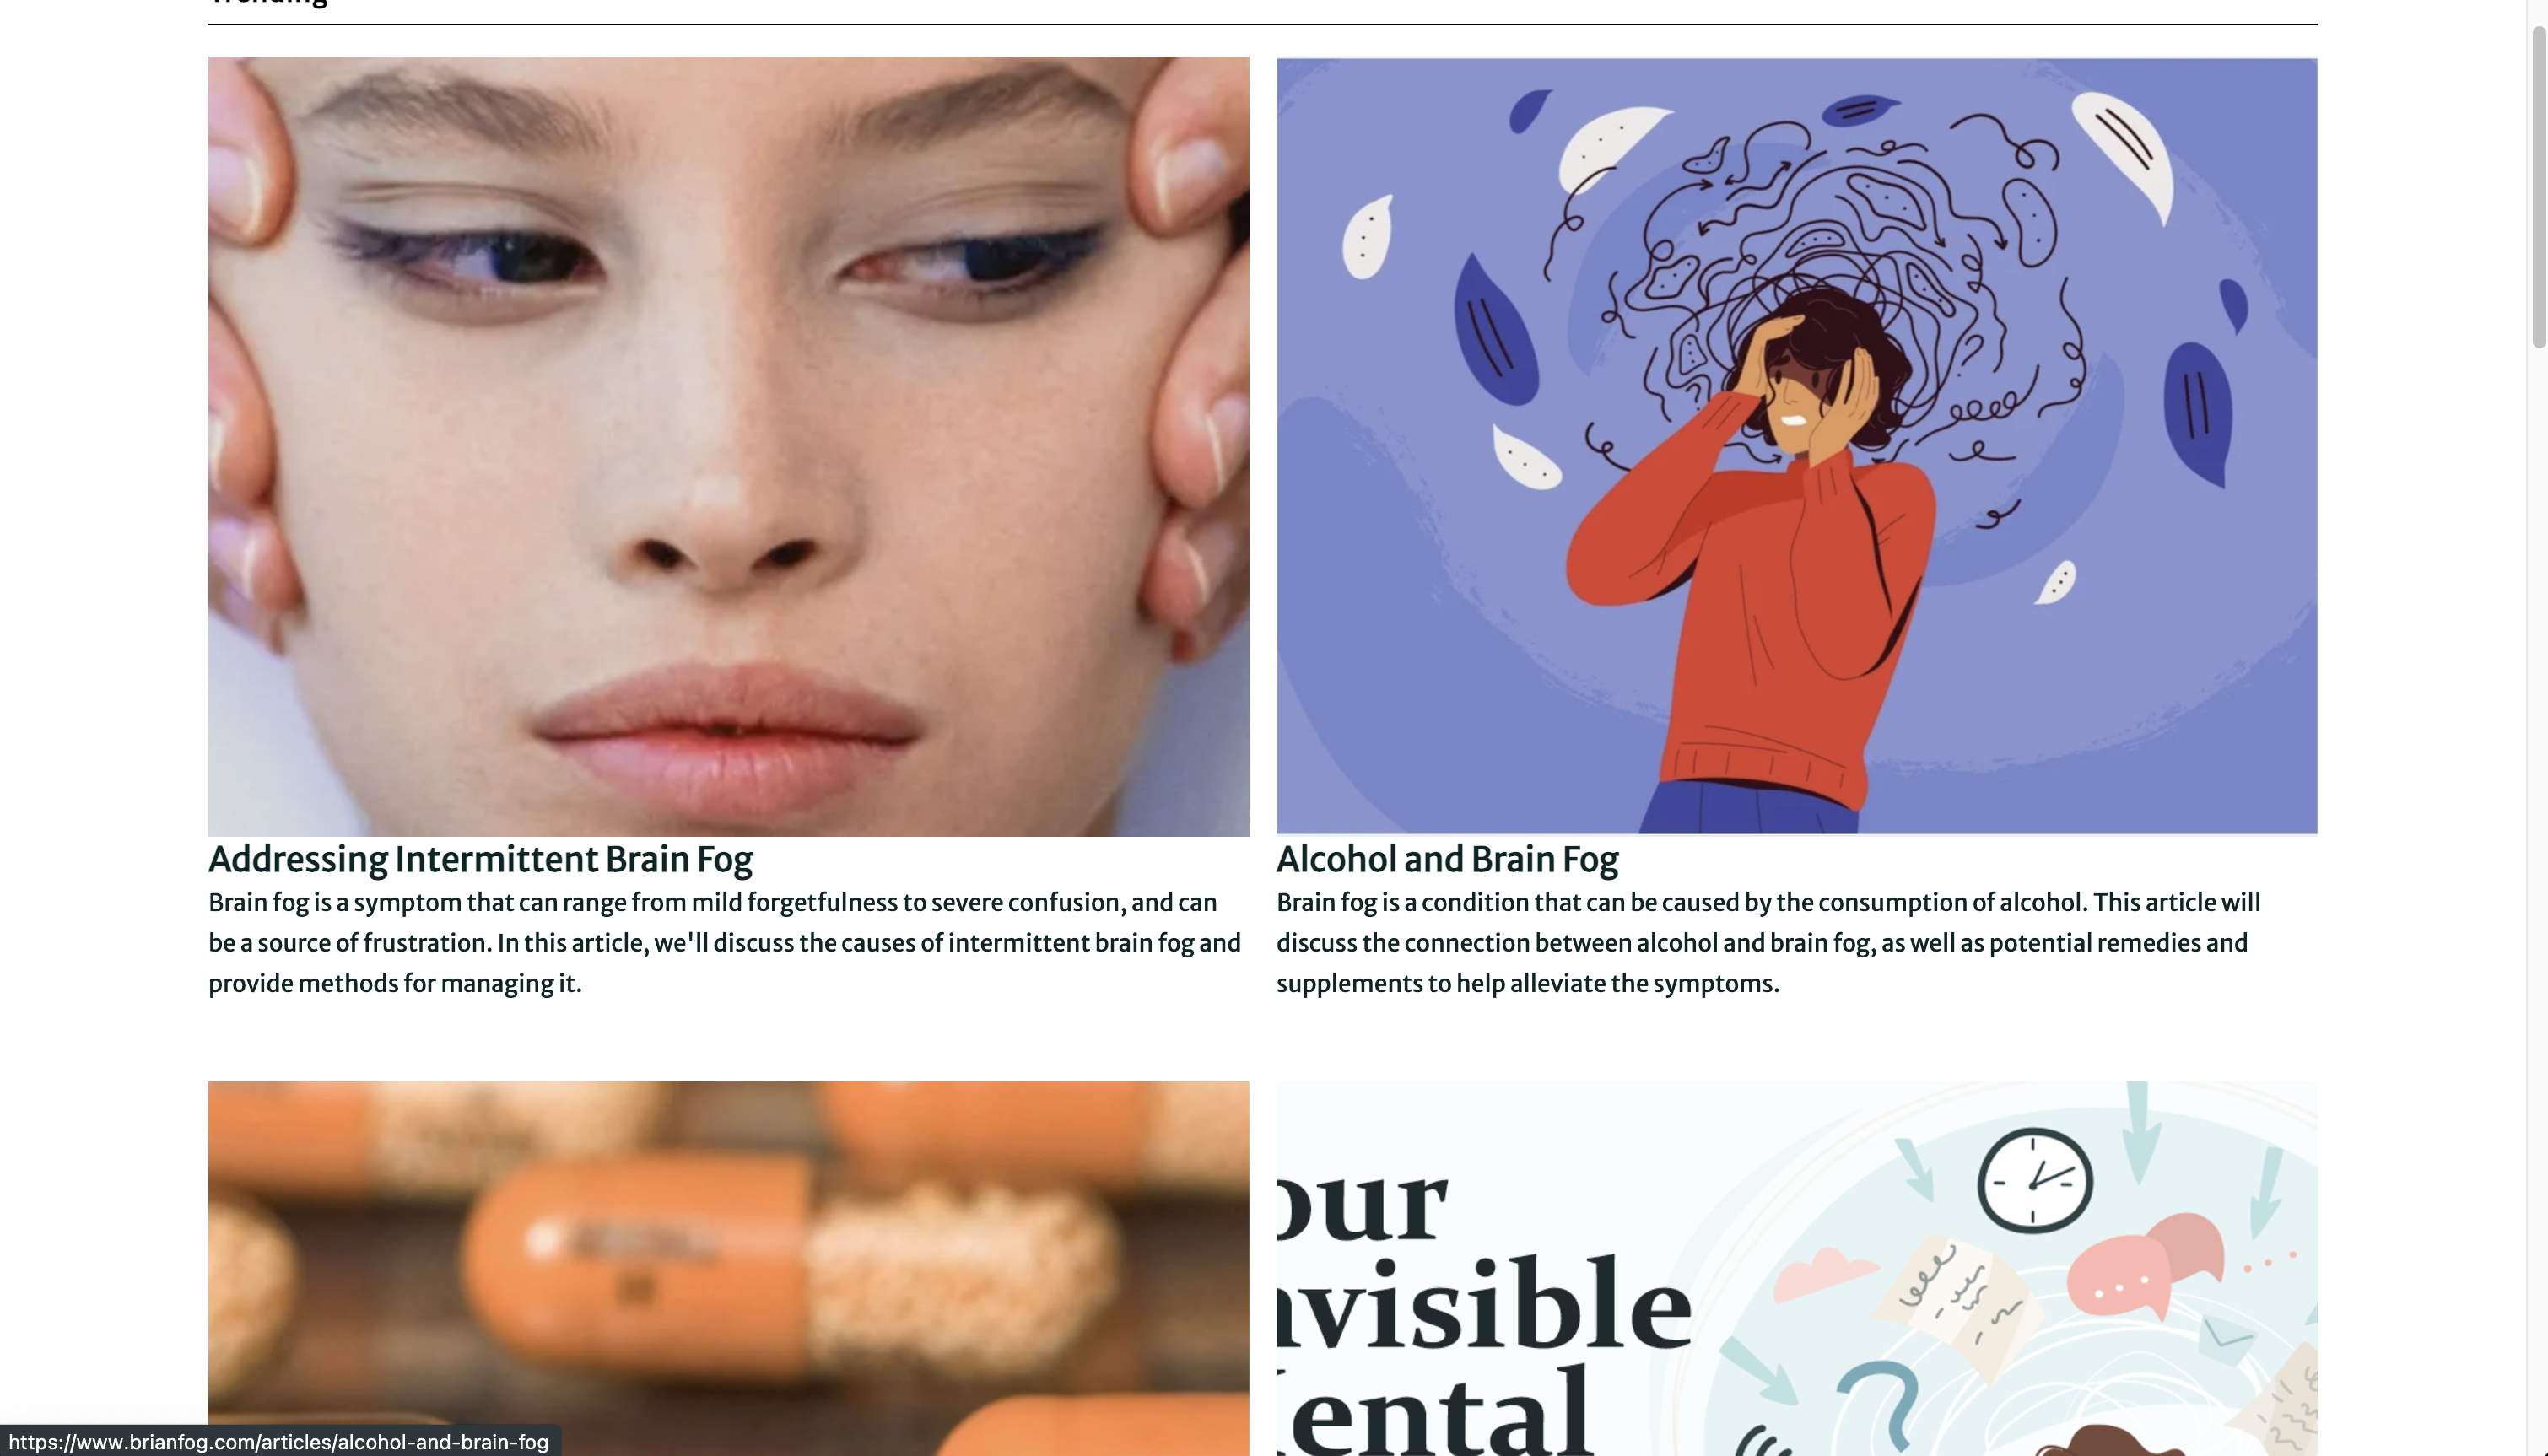 Trending
Addressing Intermittent Brain Fog
Brain fog is a symptom that can range from mild forgetfulness to severe confusion, and can
be a source of frustration. In this article, we'll discuss the causes of intermittent brain fog and
provide methods for managing it.
Alcohol and Brain Fog
Brain fog is a condition that can be caused by the consumption of alcohol. This article will
discuss the connection between alcohol and brain fog, as well as potential remedies and
supplements to help alleviate the symptoms.
our
nvisible
ental
https://www.brianfog.com/articles/alcohol-and-brain-fog